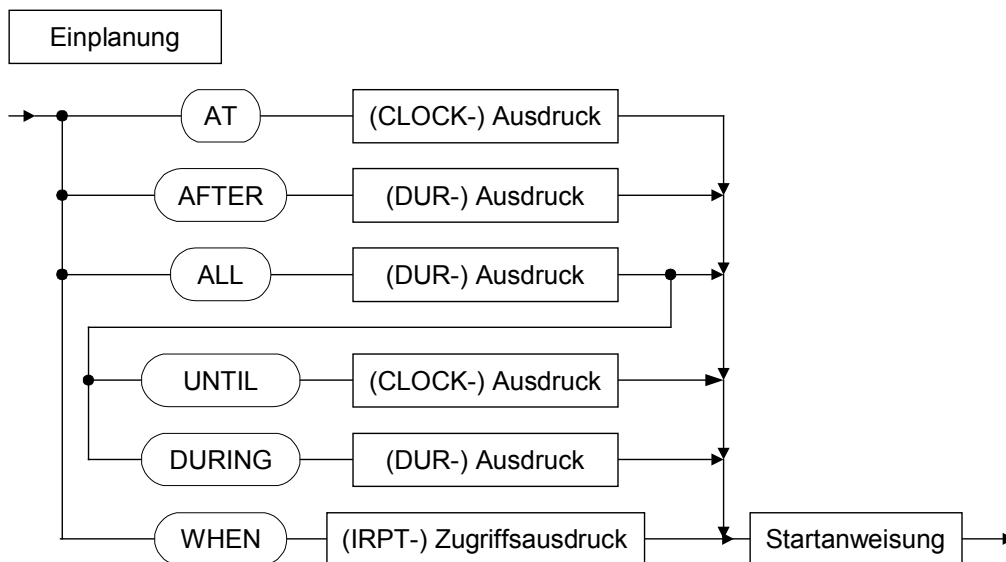 Einplanung
AT (CLOCK-) Ausdruck
AFTER (DUR-) Ausdruck
ALL (DUR-) Ausdruck
UNTIL (CLOCK-) Ausdruck
DURING (DUR-) Ausdruck
WHEN (IRPT-) Zugriffsausdruck Startanweisung